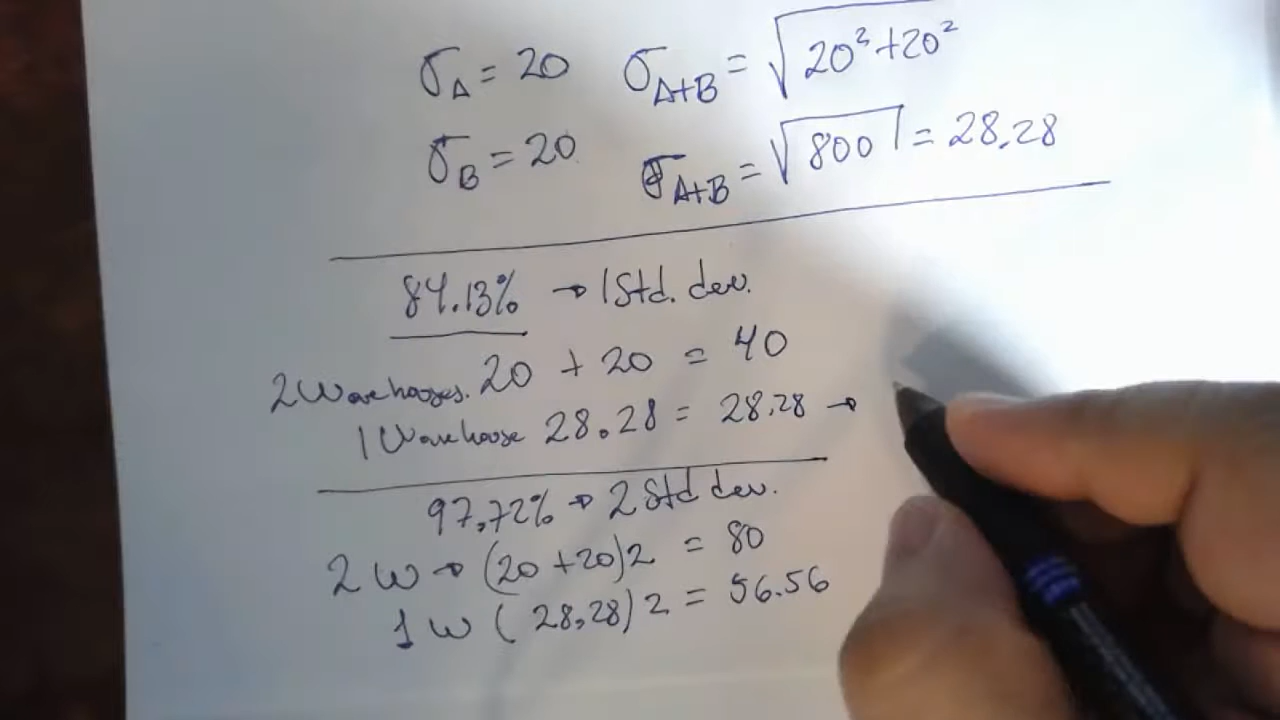 σA = 20 σA+B = √20² + 20²
σB = 20 σA+B = √800 = 28.28
84.13% → 1 Std. dev.
2 Warehouses. 20 + 20 = 40
1 Warehouse 28.28 = 28.28 →
97,72% → 2 Std dev.
2 W → (20 + 20) 2 = 80
1 W (28,28) 2 = 56.56